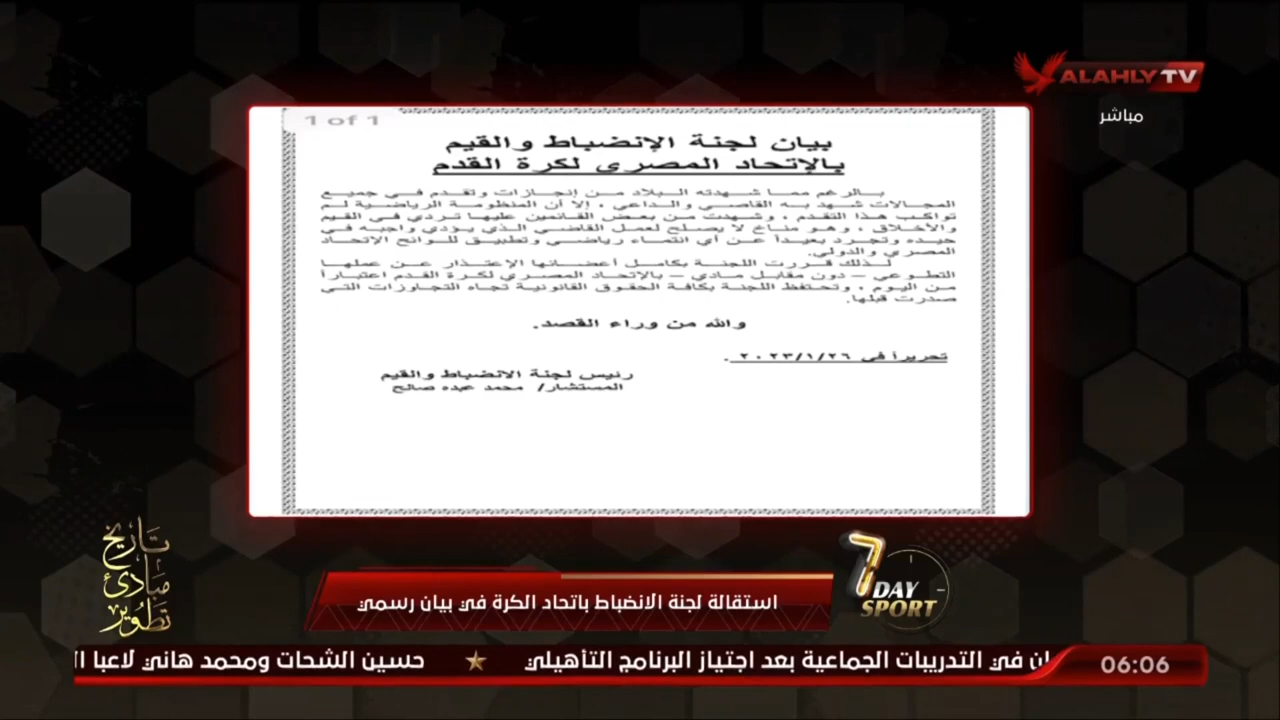 ALAHLY TV
مباشر
1 of 1
بيان لجنة الإنضباط والقيم
بالإتحاد المصرى لكرة القدم
بالرغم مما شهدته البلاد من إنجازات وتقدم في جميع
المجالات شهد به القاصي والداعي ، إلا أن المنظومة الرياضية لم
تواكب هذا التقدم ، وشهدت من بعض القائمين عليها تردي في القيم
والأخلاق ، وهو مناخ لا يصلح لعمل القاضي الذي يؤدي واجبه في
حيده وتجرد بعيداً عن أي انتماء رياضي وتطبيق للوائح الإتحاد
المصري والدولي.
لذلك قررت اللجنة بكامل أعضائها الإعتذار عن عملها
التطوعي – دون مقابل مادي – بالإتحاد المصري لكرة القدم اعتباراً
من اليوم ، وتحتفظ اللجنة بكافة الحقوق القانونية تجاه التجاوزات التي
صدرت قبلها.
والله من وراء القصد.
تحريراً في ٢٠٢٣/١/٢٦ .
رئيس لجنة الانضباط والقيم
المستشار/ محمد عبده صالح
تاريخ
مبادئ
تطوير
7 DAY
SPORT
استقالة لجنة الانضباط باتحاد الكرة في بيان رسمي
ان في التدريبات الجماعية بعد اجتياز البرنامج التأهيلي ★ حسين الشحات ومحمد هاني لاعبا ال
06:06